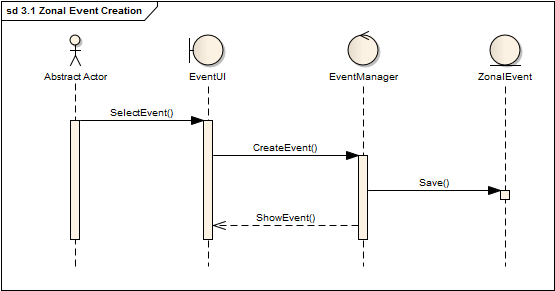 sd 3.1 Zonal Event Creation
Abstract Actor
EventUI
EventManager
ZonalEvent
SelectEvent()
CreateEvent()
Save()
ShowEvent()